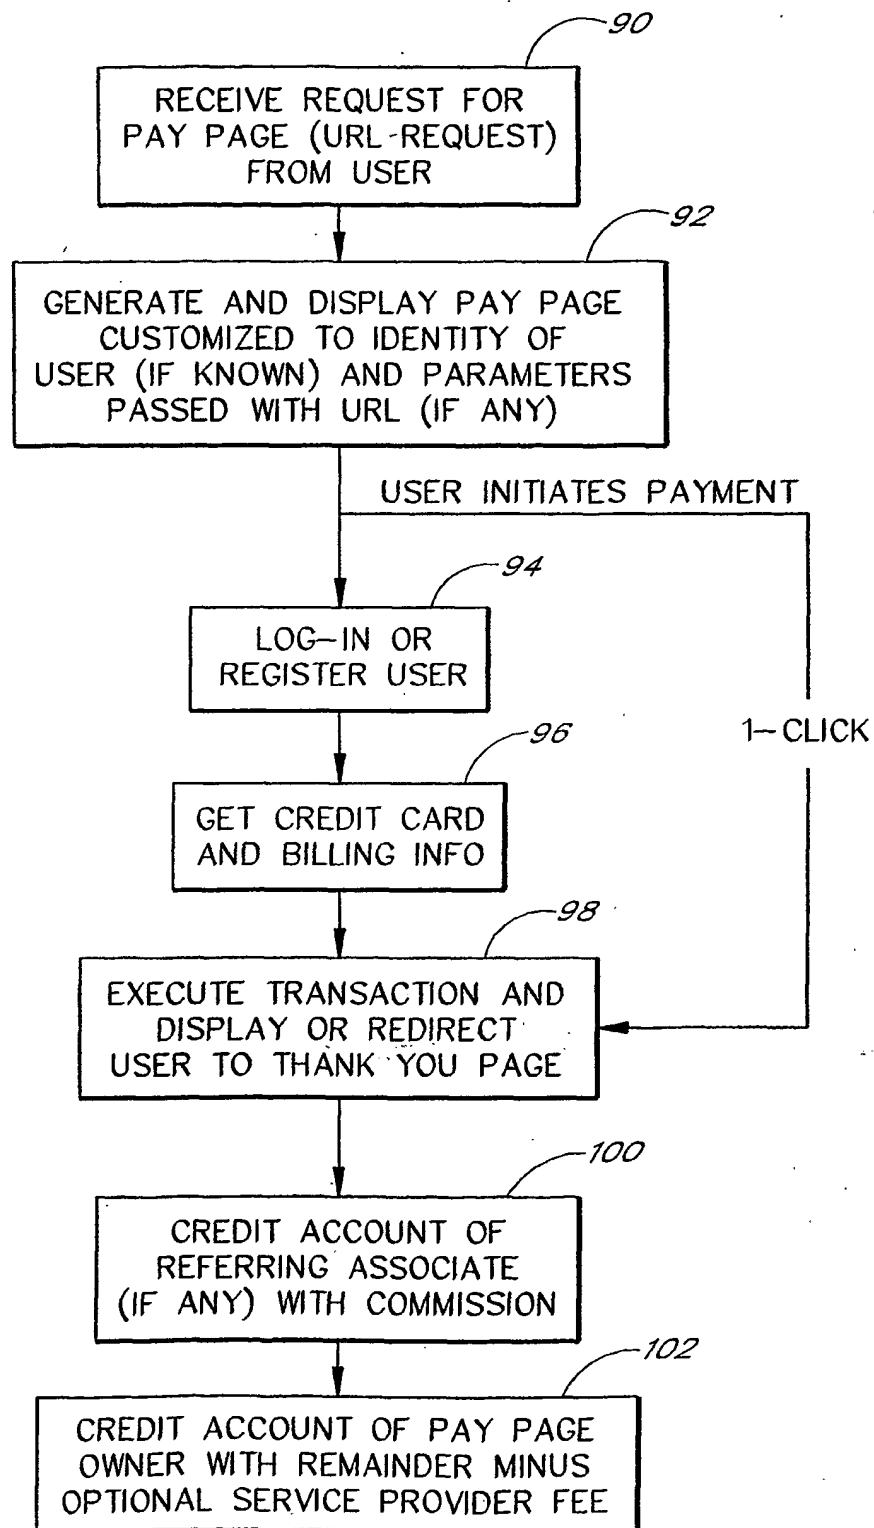 90
RECEIVE REQUEST FOR
PAY PAGE (URL-REQUEST)
FROM USER
92
GENERATE AND DISPLAY PAY PAGE
CUSTOMIZED TO IDENTITY OF
USER (IF KNOWN) AND PARAMETERS
PASSED WITH URL (IF ANY)
USER INITIATES PAYMENT
94
LOG-IN OR
REGISTER USER
1-CLICK
96
GET CREDIT CARD
AND BILLING INFO
98
EXECUTE TRANSACTION AND
DISPLAY OR REDIRECT
USER TO THANK YOU PAGE
100
CREDIT ACCOUNT OF
REFERRING ASSOCIATE
(IF ANY) WITH COMMISSION
102
CREDIT ACCOUNT OF PAY PAGE
OWNER WITH REMAINDER MINUS
OPTIONAL SERVICE PROVIDER FEE